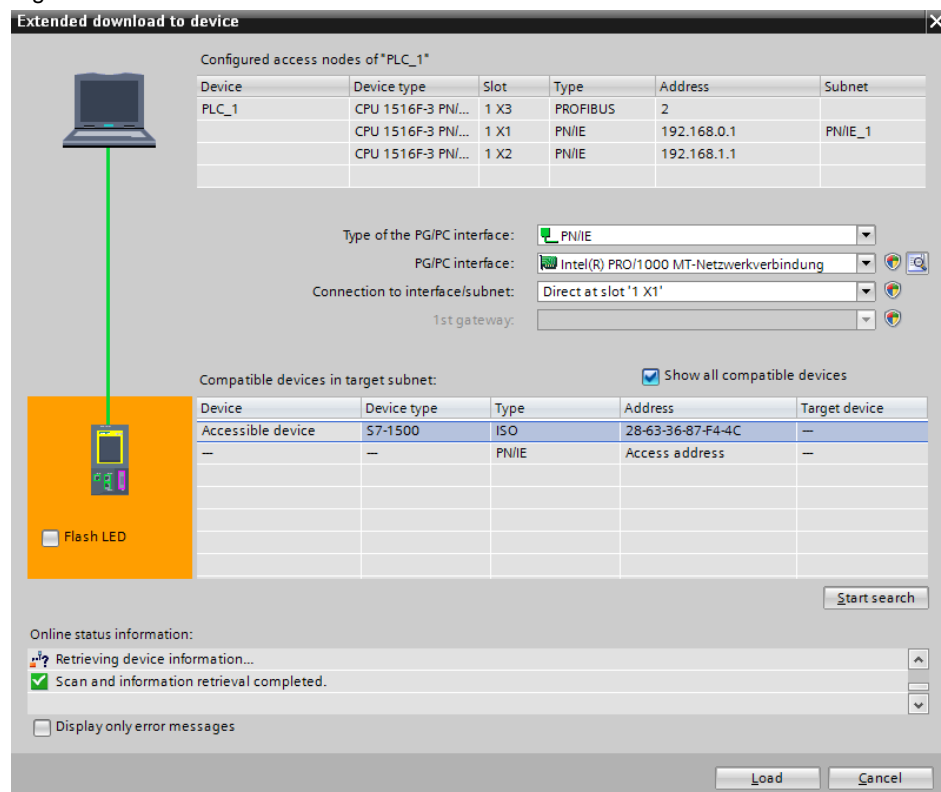 Extended download to device
Configured access nodes of "PLC_1"
Device Device type Slot Type Address Subnet
PLC_1 CPU 1516F-3 PN/... 1 X3 PROFIBUS 2
CPU 1516F-3 PN/... 1 X1 PN/IE 192.168.0.1 PN/IE_1
CPU 1516F-3 PN/... 1 X2 PN/IE 192.168.1.1
Type of the PG/PC interface: PN/IE
PG/PC interface: Intel(R) PRO/1000 MT-Netzwerkverbindung
Connection to interface/subnet: Direct at slot '1 X1'
1st gateway:
Compatible devices in target subnet: Show all compatible devices
Device Device type Type Address Target device
Accessible device S7-1500 ISO 28-63-36-87-F4-4C —
— — PN/IE Access address —
Flash LED
Start search
Online status information:
Retrieving device information...
Scan and information retrieval completed.
Display only error messages
Load Cancel